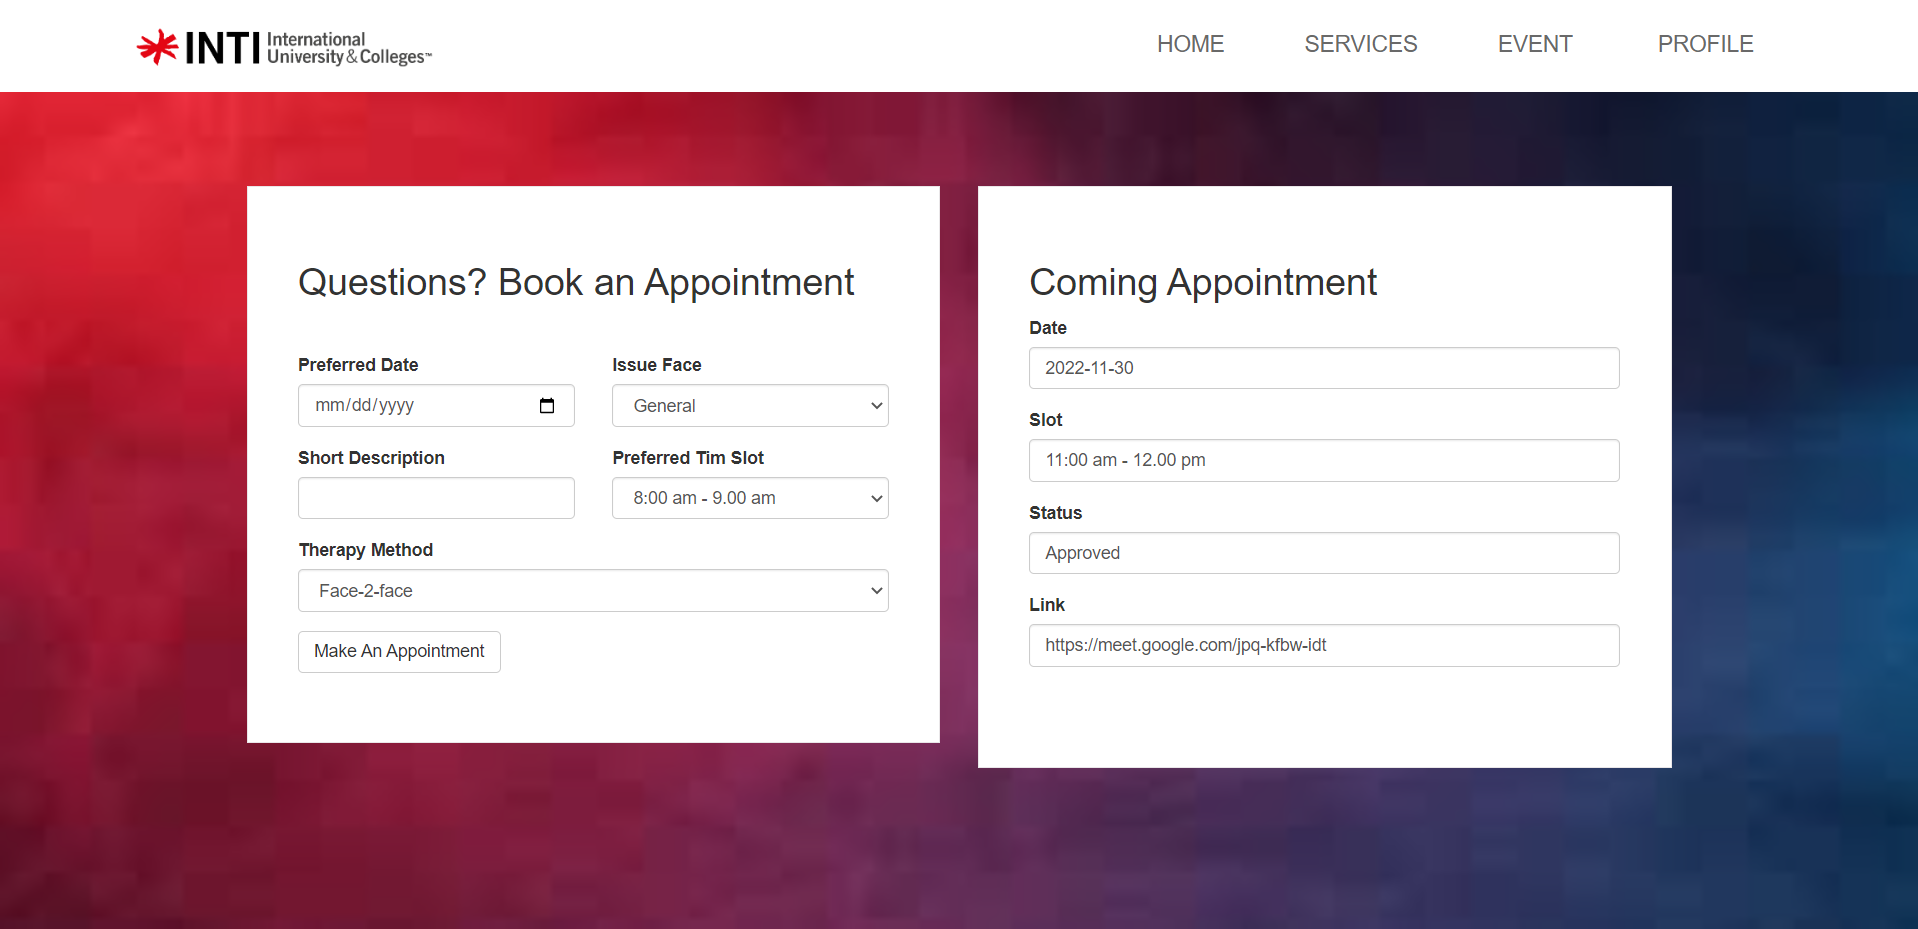 INTI International
University & Colleges™
HOME SERVICES EVENT PROFILE
Questions? Book an Appointment
Preferred Date Issue Face
mm/dd/yyyy General
Short Description Preferred Tim Slot
8:00 am - 9.00 am
Therapy Method
Face-2-face
Make An Appointment
Coming Appointment
Date
2022-11-30
Slot
11:00 am - 12.00 pm
Status
Approved
Link
https://meet.google.com/jpq-kfbw-idt